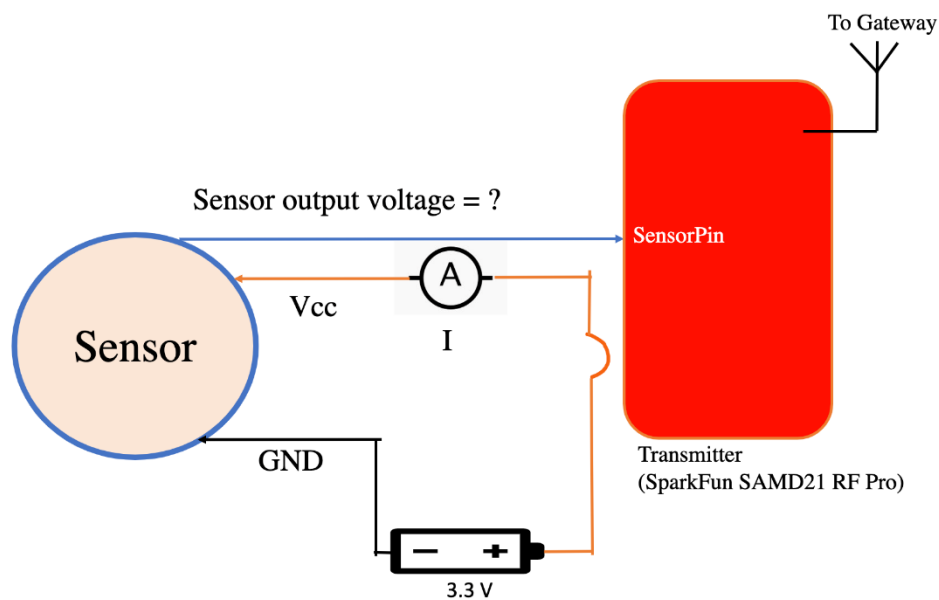 To Gateway
Sensor output voltage = ?
SensorPin
A
Vcc
I
Sensor
GND
Transmitter
(SparkFun SAMD21 RF Pro)
− +
3.3 V